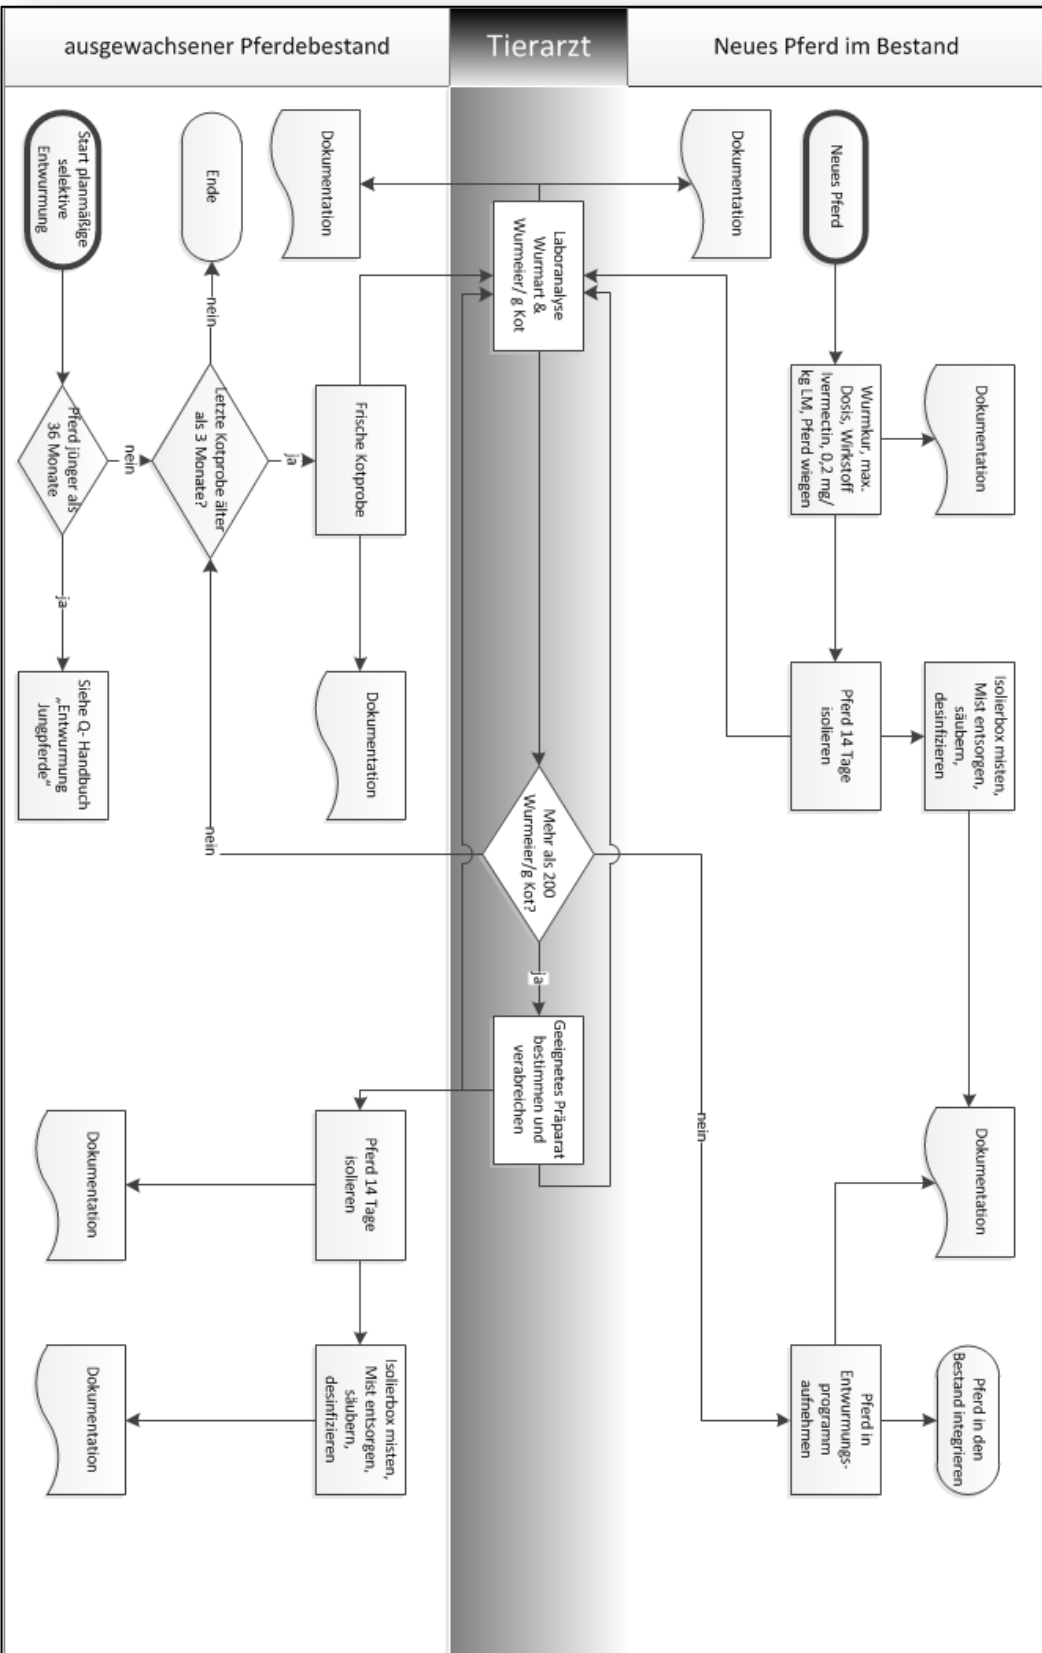 ausgewachsener Pferdebestand
Tierarzt
Neues Pferd im Bestand
Start planmäßige
selektive
Entwurmung
Ende
Dokumentation
Dokumentation
Neues Pferd
Laboranalyse
Wurmart &
Wurmeier/ g Kot
nein
Pferd jünger als
36 Monate
nein
Letzte Kotprobe älter
als 3 Monate?
ja
Frische Kotprobe
Wurmkur, max.
Dosis, Wirkstoff
Ivermectin, 0,2 mg/
kg LM, Pferd wiegen
Dokumentation
ja
Siehe Q- Handbuch
„Entwurmung
Jungpferde“
Dokumentation
Pferd 14 Tage
isolieren
Isolierbox misten,
Mist entsorgen,
säubern,
desinfizieren
nein
Mehr als 200
Wurmeier/g Kot?
ja
Geeignetes Präparat
bestimmen und
verabreichen
nein
Dokumentation
Pferd 14 Tage
isolieren
Dokumentation
Dokumentation
Isolierbox misten,
Mist entsorgen,
säubern,
desinfizieren
Pferd in
Entwurmungs-
programm
aufnehmen
Pferd in den
Bestand integrieren